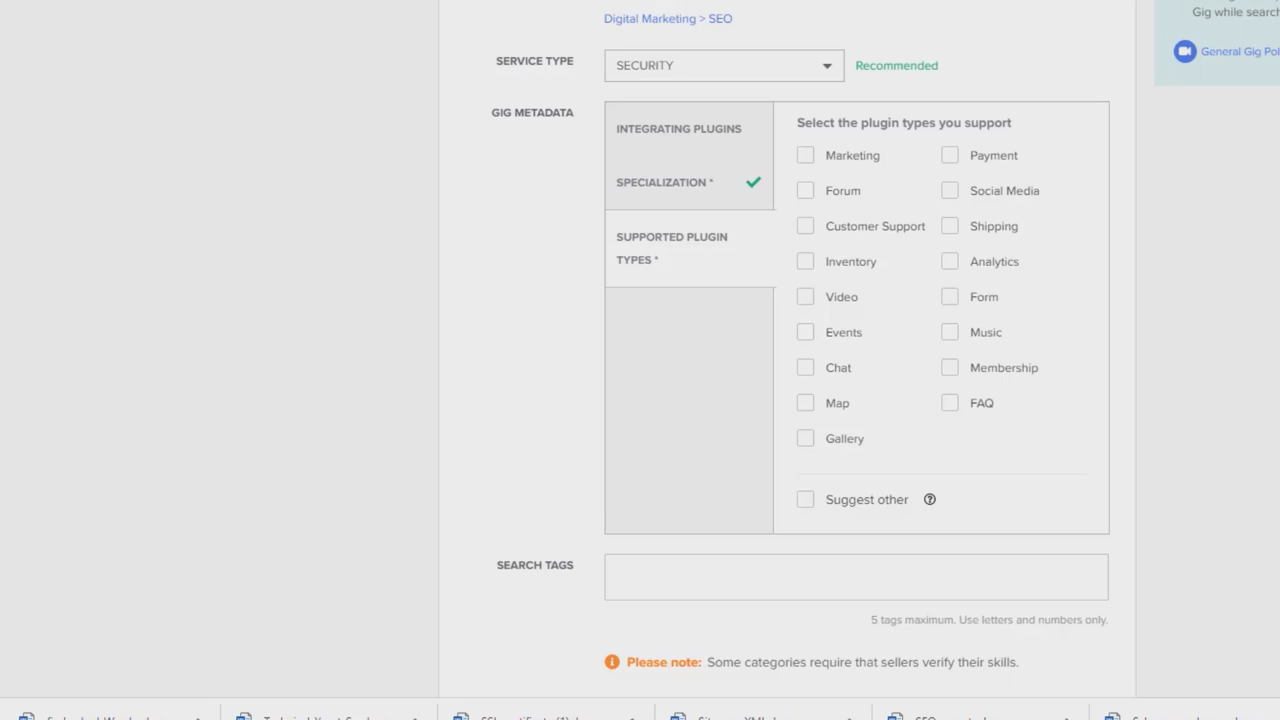 Gig while search
Digital Marketing > SEO
General Gig Pol
SERVICE TYPE
SECURITY
Recommended
GIG METADATA
INTEGRATING PLUGINS
SPECIALIZATION *
SUPPORTED PLUGIN
TYPES *
Select the plugin types you support
Marketing
Payment
Forum
Social Media
Customer Support
Shipping
Inventory
Analytics
Video
Form
Events
Music
Chat
Membership
Map
FAQ
Gallery
Suggest other
SEARCH TAGS
5 tags maximum. Use letters and numbers only.
Please note: Some categories require that sellers verify their skills.